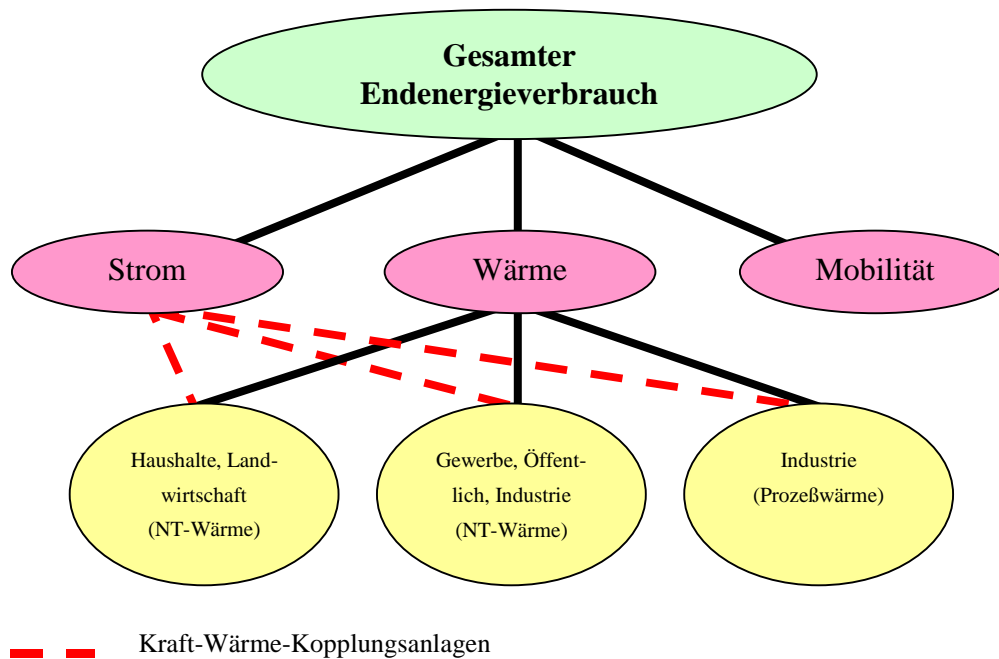 Gesamter
Endenergieverbrauch
Strom
Wärme
Mobilität
Haushalte, Land-
wirtschaft
(NT-Wärme)
Gewerbe, Öffent-
lich, Industrie
(NT-Wärme)
Industrie
(Prozeßwärme)
Kraft-Wärme-Kopplungsanlagen